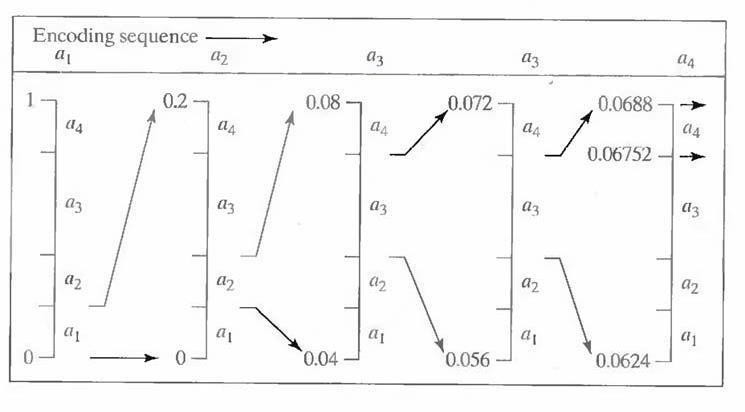 Encoding sequence
a1 a2 a3 a3 a4
1 0.2 0.08 0.072 0.0688
a4 a4 a4 a4 a4
0.06752
a3 a3 a3 a3 a3
a2 a2 a2 a2 a2
a1 a1 a1 a1 a1
0 0 0.04 0.056 0.0624